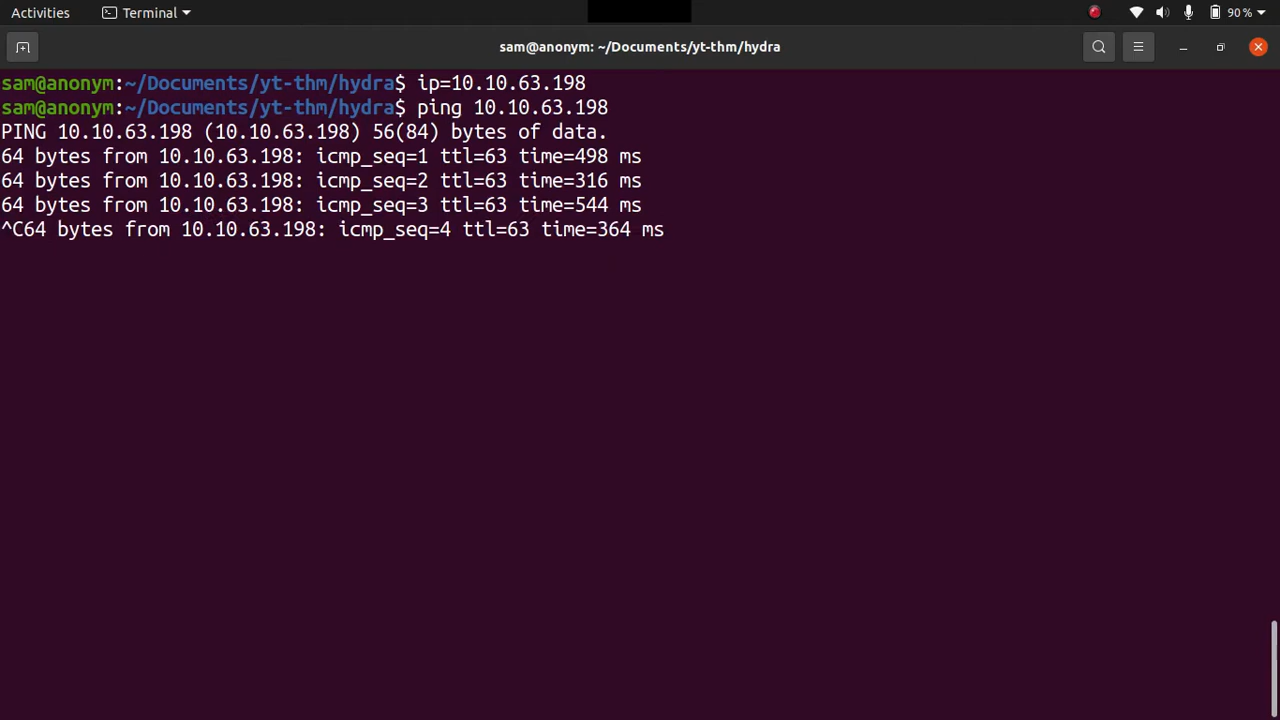 Activities Terminal 90%
sam@anonym: ~/Documents/yt-thm/hydra
sam@anonym:~/Documents/yt-thm/hydra$ ip=10.10.63.198
sam@anonym:~/Documents/yt-thm/hydra$ ping 10.10.63.198
PING 10.10.63.198 (10.10.63.198) 56(84) bytes of data.
64 bytes from 10.10.63.198: icmp_seq=1 ttl=63 time=498 ms
64 bytes from 10.10.63.198: icmp_seq=2 ttl=63 time=316 ms
64 bytes from 10.10.63.198: icmp_seq=3 ttl=63 time=544 ms
^C64 bytes from 10.10.63.198: icmp_seq=4 ttl=63 time=364 ms